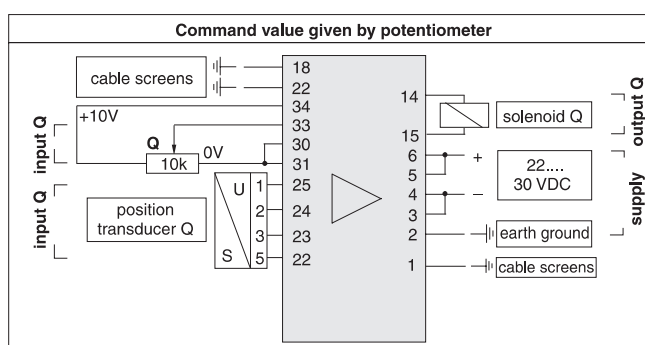 Command value given by potentiometer
cable screens
18
22
34
33
30
31
25
24
23
22
+10V
Q
0V
10k
input Q
input Q
position
transducer Q
U
S
1
2
3
5
14
15
6
5
4
3
2
1
solenoid Q
output Q
+
−
22....
30 VDC
supply
earth ground
cable screens